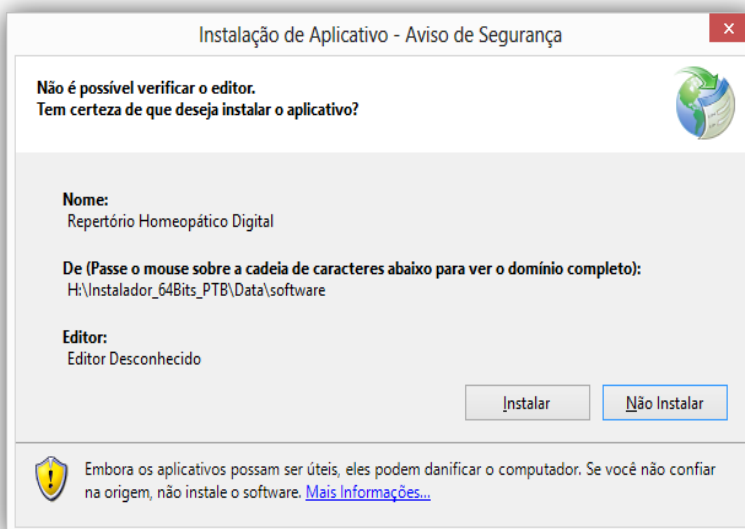 Instalação de Aplicativo - Aviso de Segurança
Não é possível verificar o editor.
Tem certeza de que deseja instalar o aplicativo?
Nome:
Repertório Homeopático Digital
De (Passe o mouse sobre a cadeia de caracteres abaixo para ver o domínio completo):
H:\Instalador_64Bits_PTB\Data\software
Editor:
Editor Desconhecido
Instalar Não Instalar
Embora os aplicativos possam ser úteis, eles podem danificar o computador. Se você não confiar
na origem, não instale o software. Mais Informações...